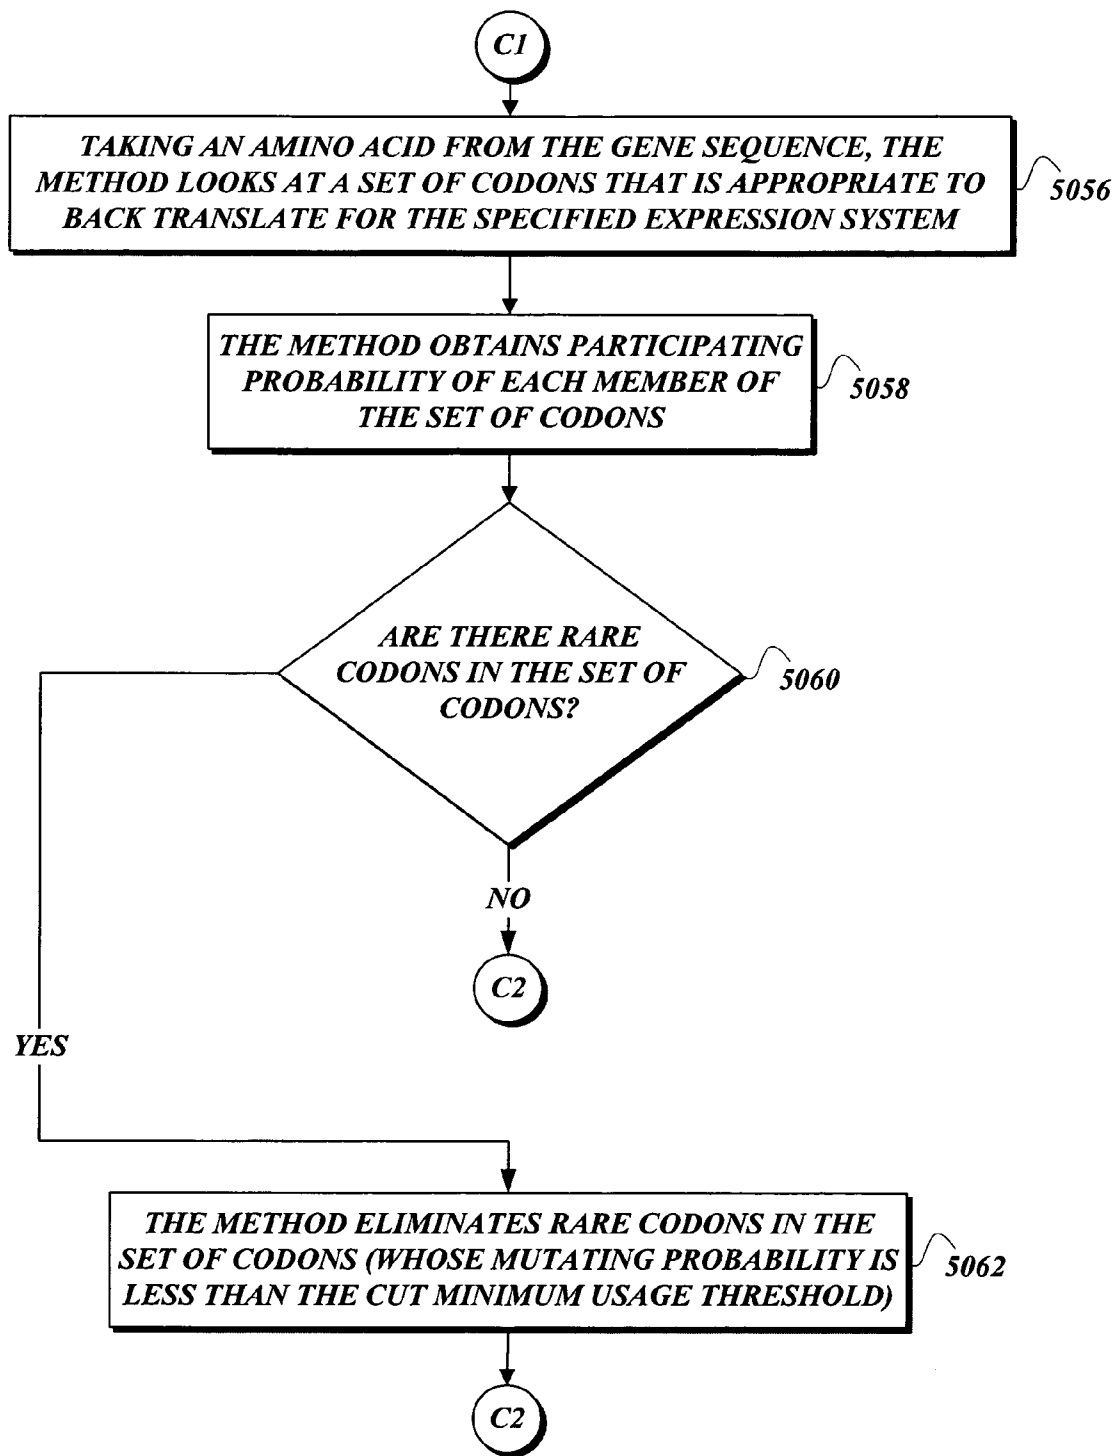 C1
TAKING AN AMINO ACID FROM THE GENE SEQUENCE, THE
METHOD LOOKS AT A SET OF CODONS THAT IS APPROPRIATE TO
BACK TRANSLATE FOR THE SPECIFIED EXPRESSION SYSTEM
5056
THE METHOD OBTAINS PARTICIPATING
PROBABILITY OF EACH MEMBER OF
THE SET OF CODONS
5058
ARE THERE RARE
CODONS IN THE SET OF
CODONS?
5060
NO
C2
YES
THE METHOD ELIMINATES RARE CODONS IN THE
SET OF CODONS (WHOSE MUTATING PROBABILITY IS
LESS THAN THE CUT MINIMUM USAGE THRESHOLD)
5062
C2